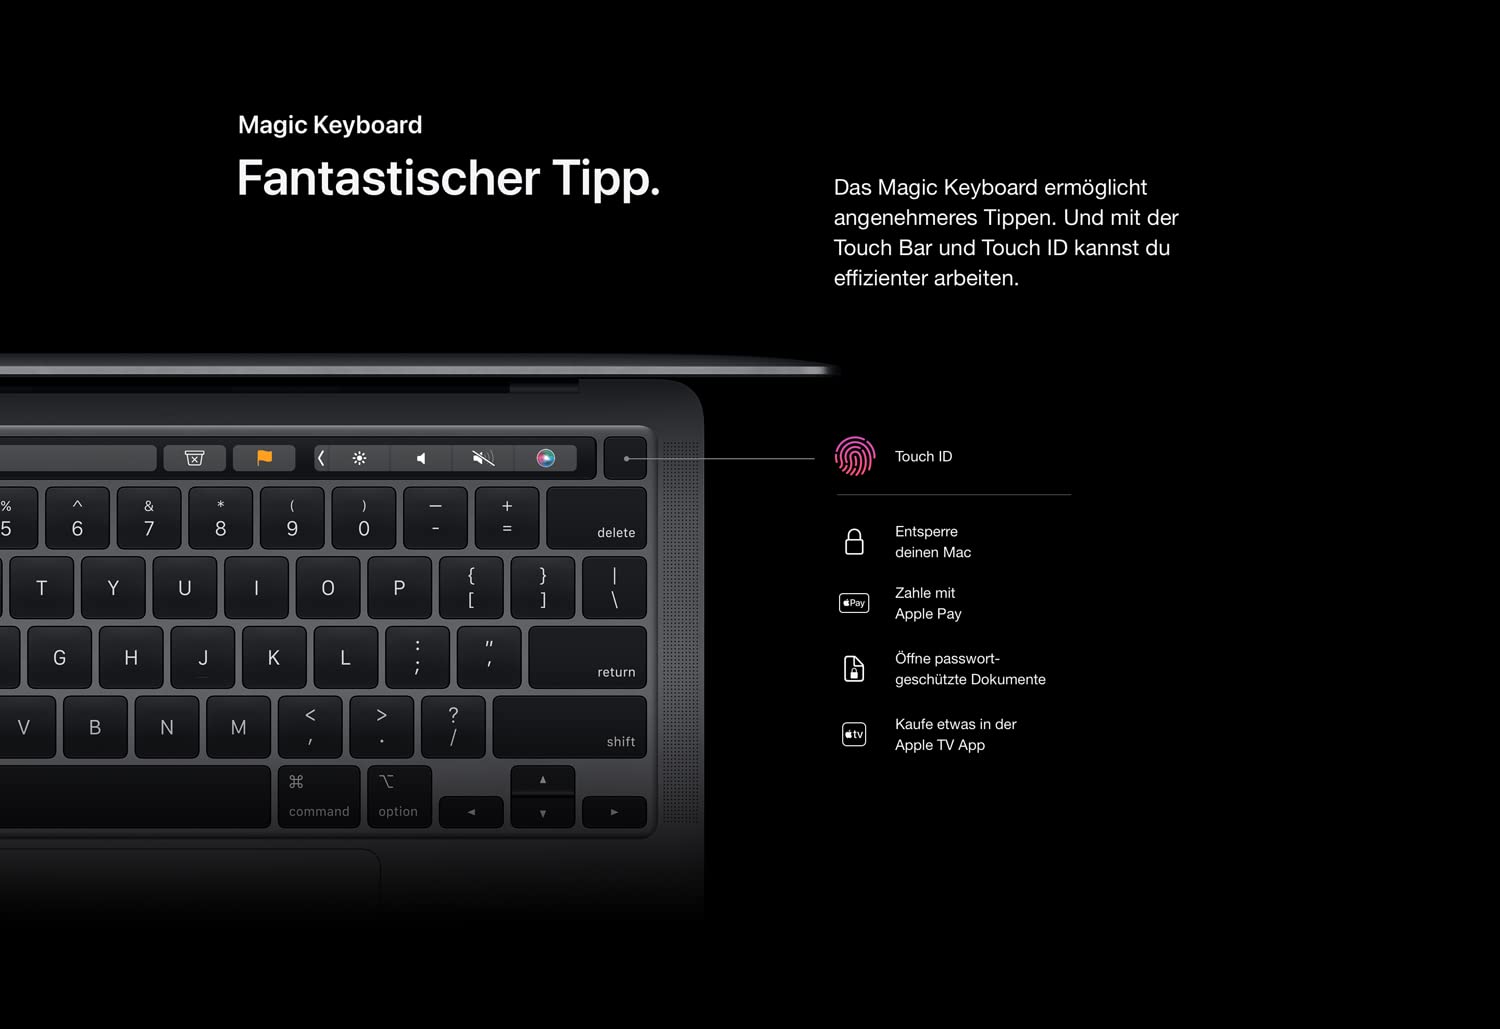 Magic Keyboard
Fantastischer Tipp.
Das Magic Keyboard ermöglicht
angenehmeres Tippen. Und mit der
Touch Bar und Touch ID kannst du
effizienter arbeiten.
Touch ID
Entsperre
deinen Mac
Pay
Zahle mit
Apple Pay
Öffne passwort-
geschützte Dokumente
tv
Kaufe etwas in der
Apple TV App
% ^ & * ( ) — +
5 6 7 8 9 0 - = delete
T Y U I O P { [ } ] | \
G H J K L : ; " ' return
V B N M < , > . ? / shift
⌘ ⌥
command option